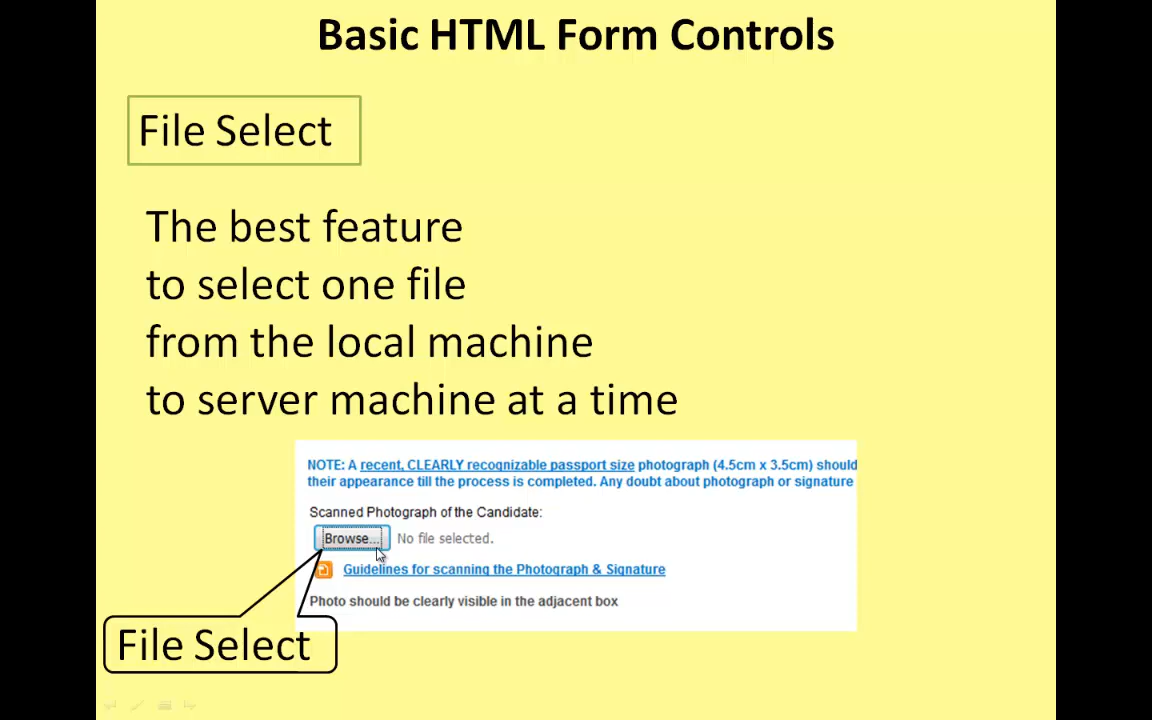 Basic HTML Form Controls
File Select
The best feature
to select one file
from the local machine
to server machine at a time
NOTE: A recent, CLEARLY recognizable passport size photograph (4.5cm x 3.5cm) should
their appearance till the process is completed. Any doubt about photograph or signature
Scanned Photograph of the Candidate:
Browse... No file selected.
Guidelines for scanning the Photograph & Signature
Photo should be clearly visible in the adjacent box
File Select